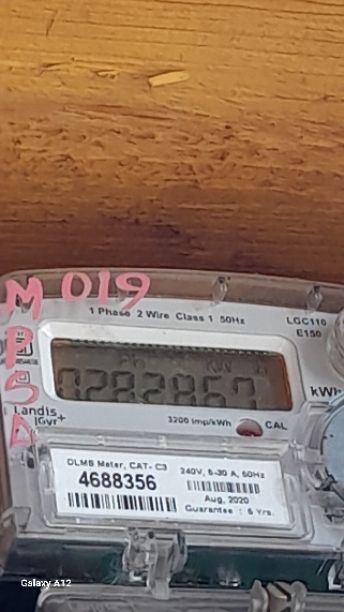 019
MPSD
1 Phase 2 Wire Class 1 50Hz
LGC110
E150
kWh
Landis
Gyr+
3200 imp/kWh
CAL
DLMS Meter, CAT- C3
4688356
240V, 5-30 A, 50Hz
Aug, 2020
Guarantee : 5 Yrs.
Galaxy A12